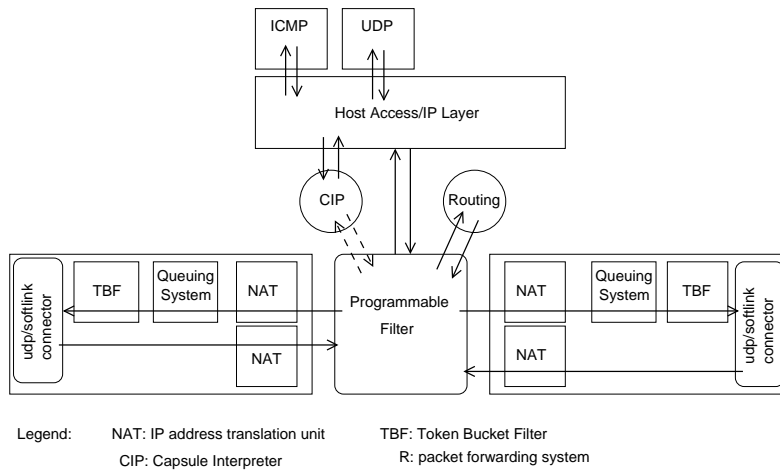 ICMP
UDP
Host Access/IP Layer
CIP
Routing
udp/softlink
connector
TBF
Queuing
System
NAT
NAT
Programmable
Filter
NAT
NAT
Queuing
System
TBF
udp/softlink
connector
Legend:
NAT: IP address translation unit
TBF: Token Bucket Filter
CIP: Capsule Interpreter
R: packet forwarding system